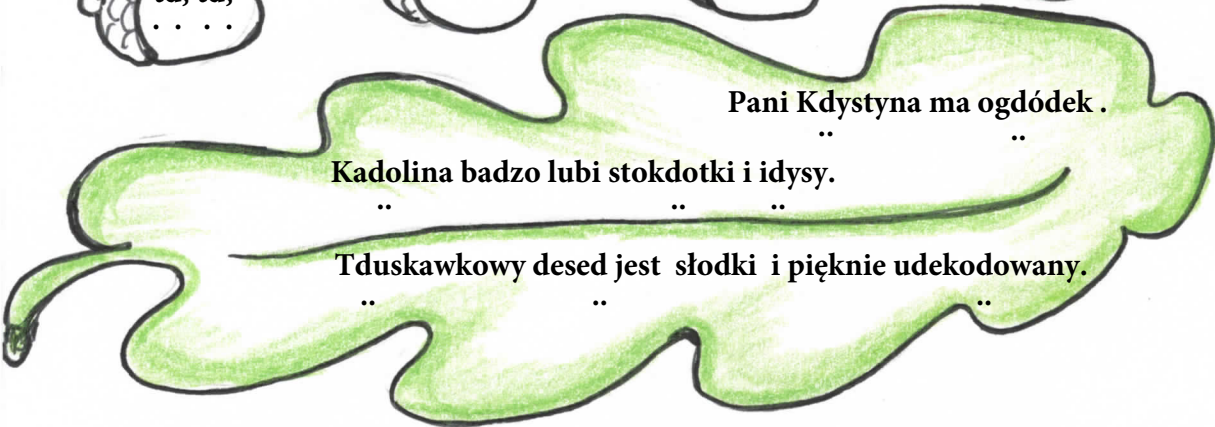 Pani Kdystyna ma ogdódek .
Kadolina badzo lubi stokdotki i idysy.
Tduskawkowy desed jest słodki i pięknie udekodowany.